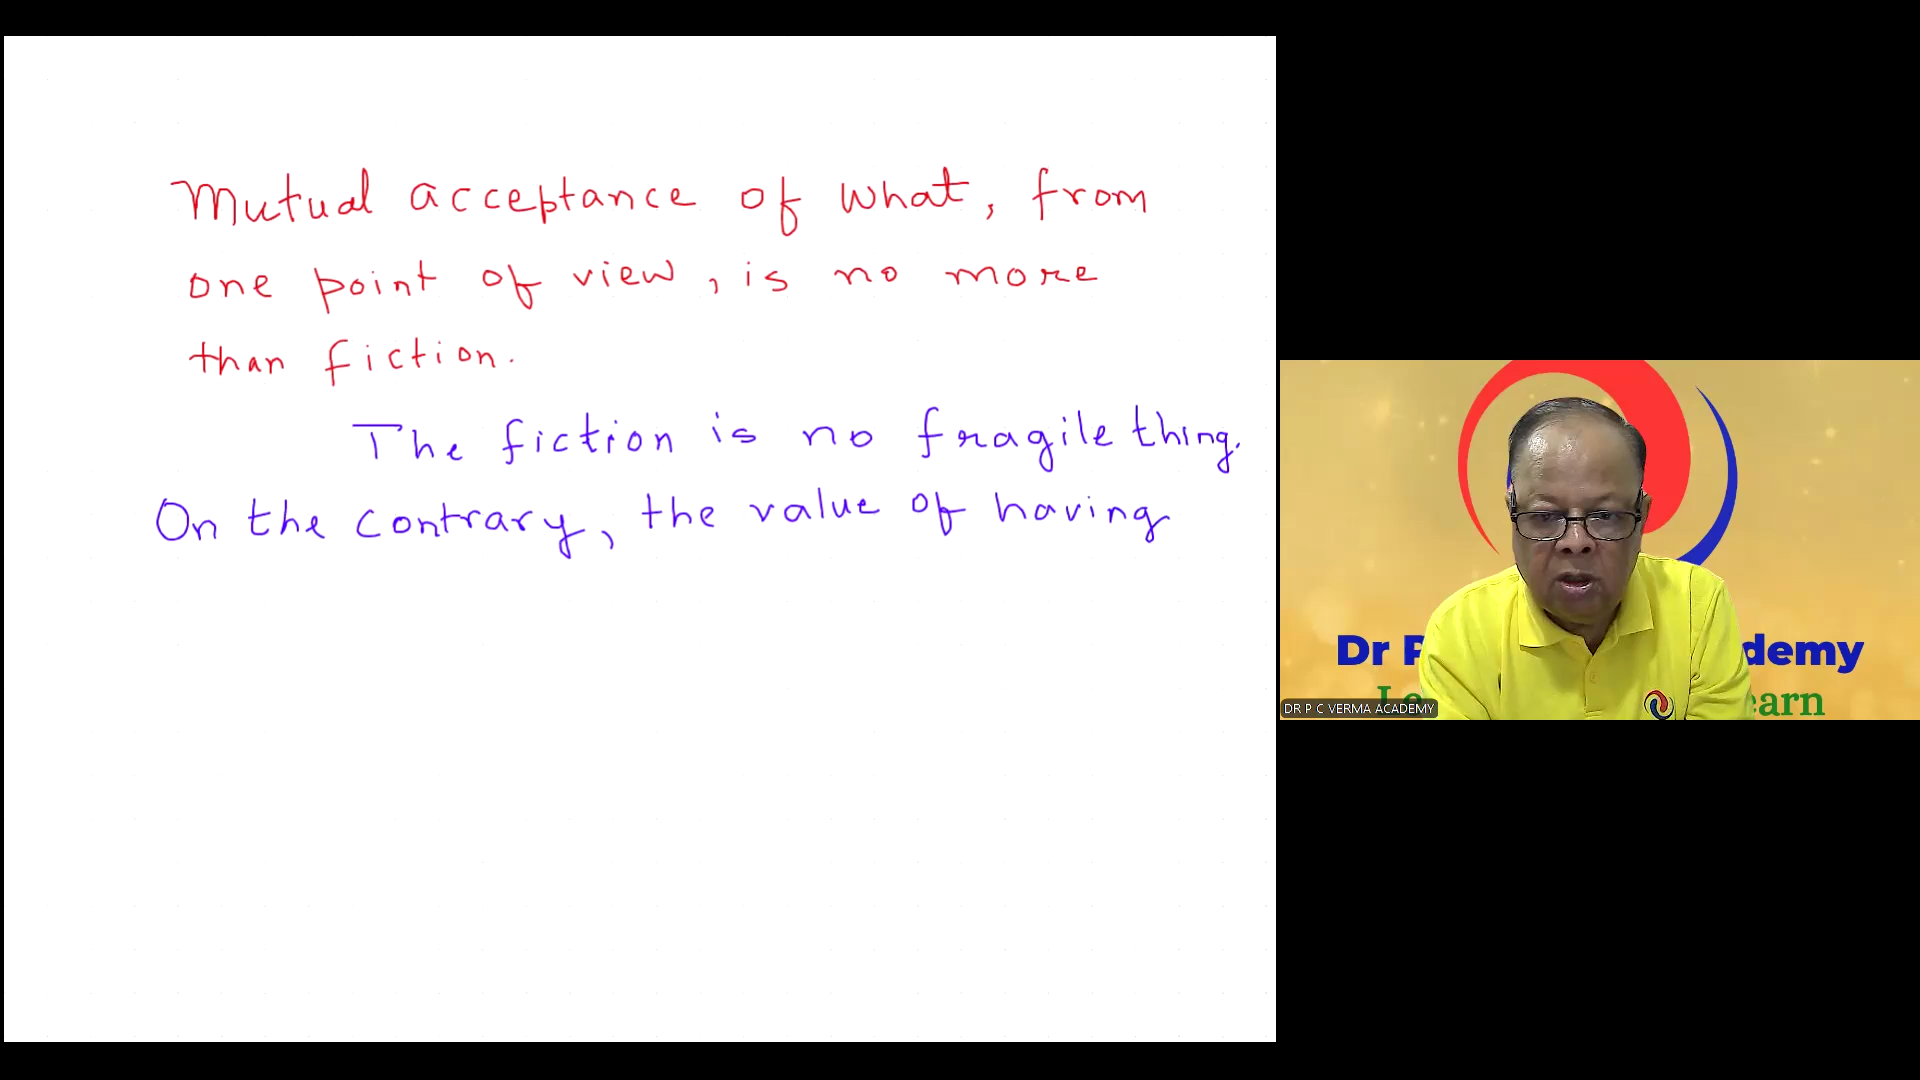 Mutual acceptance of what, from
one point of view, is no more
than fiction.
The fiction is no fragile thing.
On the contrary, the value of having
Dr P
demy
Le
earn
DR P C VERMA ACADEMY